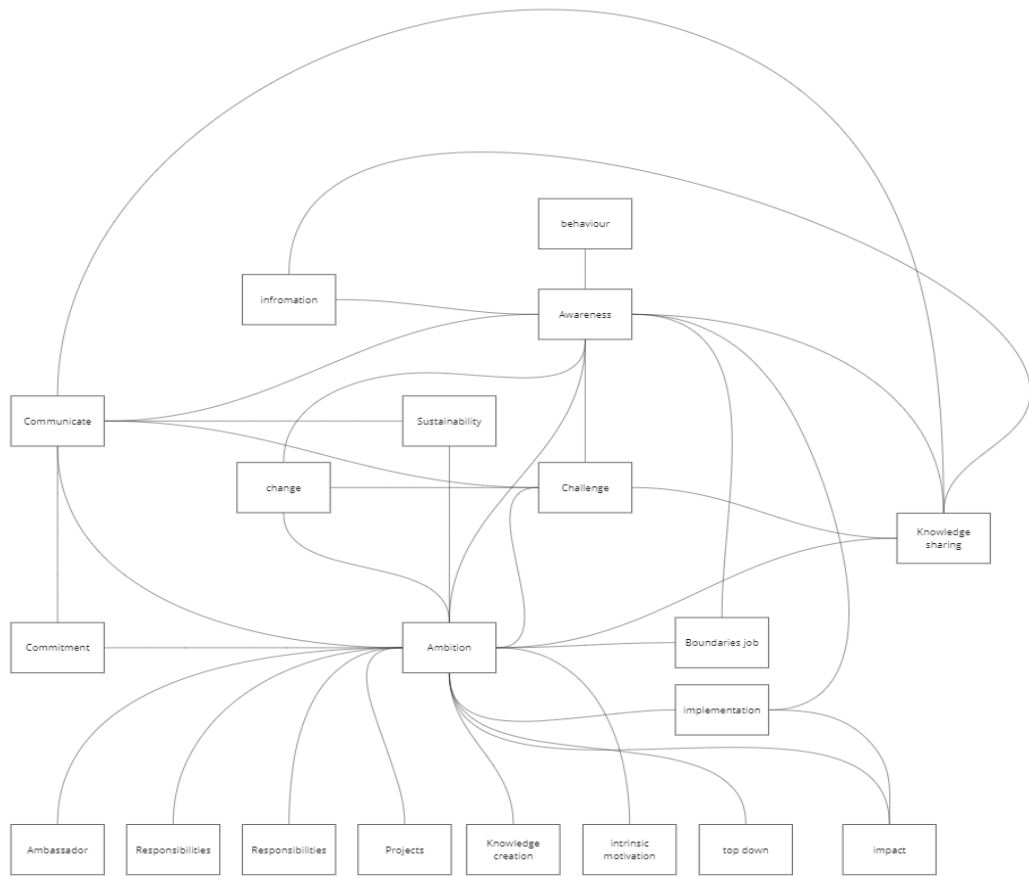 behaviour
infromation
Awareness
Communicate
Sustainability
change
Challenge
Knowledge
sharing
Commitment
Ambition
Boundaries job
implementation
Ambassador
Responsibilities
Responsibilities
Projects
Knowledge
creation
intrinsic
motivation
top down
impact